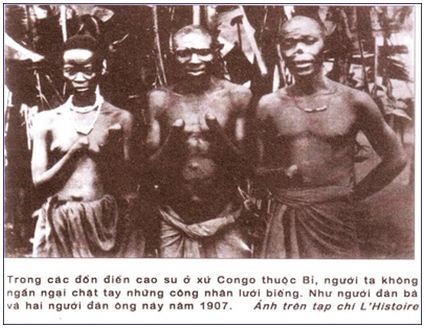 Trong các đồn điền cao su ở xứ Congo thuộc Bỉ, người ta không
ngần ngại chặt tay những công nhân lười biếng. Như người đàn bà
và hai người đàn ông này năm 1907. Ảnh trên tạp chí L'Histoire